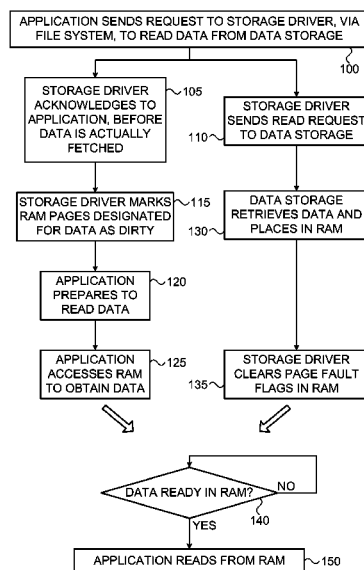 APPLICATION SENDS REQUEST TO STORAGE DRIVER, VIA
FILE SYSTEM, TO READ DATA FROM DATA STORAGE
100
STORAGE DRIVER
ACKNOWLEDGES TO
APPLICATION, BEFORE
DATA IS ACTUALLY
FETCHED
105
STORAGE DRIVER
SENDS READ REQUEST
TO DATA STORAGE
110
STORAGE DRIVER MARKS
RAM PAGES DESIGNATED
FOR DATA AS DIRTY
115
DATA STORAGE
RETRIEVES DATA AND
PLACES IN RAM
130
APPLICATION
PREPARES TO
READ DATA
120
APPLICATION
ACCESSES RAM
TO OBTAIN DATA
125
STORAGE DRIVER
CLEARS PAGE FAULT
FLAGS IN RAM
135
DATA READY IN RAM?
NO
140
YES
APPLICATION READS FROM RAM
150